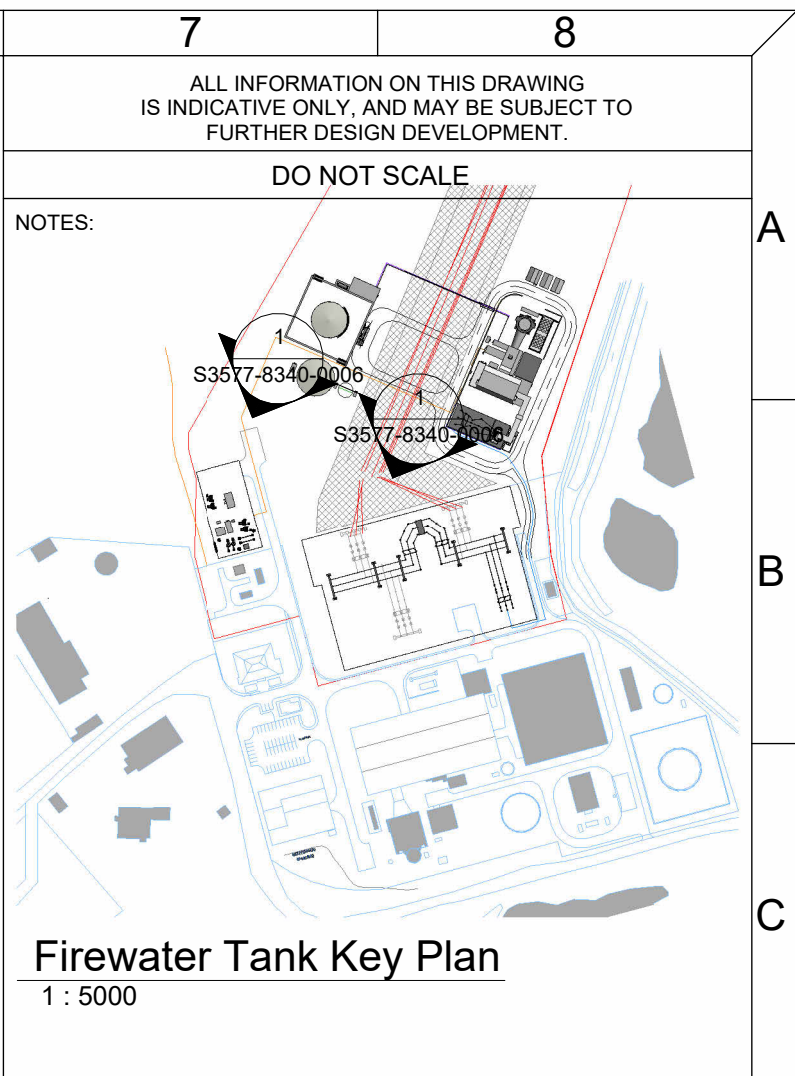 7
8
ALL INFORMATION ON THIS DRAWING
IS INDICATIVE ONLY, AND MAY BE SUBJECT TO
FURTHER DESIGN DEVELOPMENT.
DO NOT SCALE
NOTES:
A
1
S3577-8340-0006
1
S3577-8340-0006
B
C
Firewater Tank Key Plan
1 : 5000